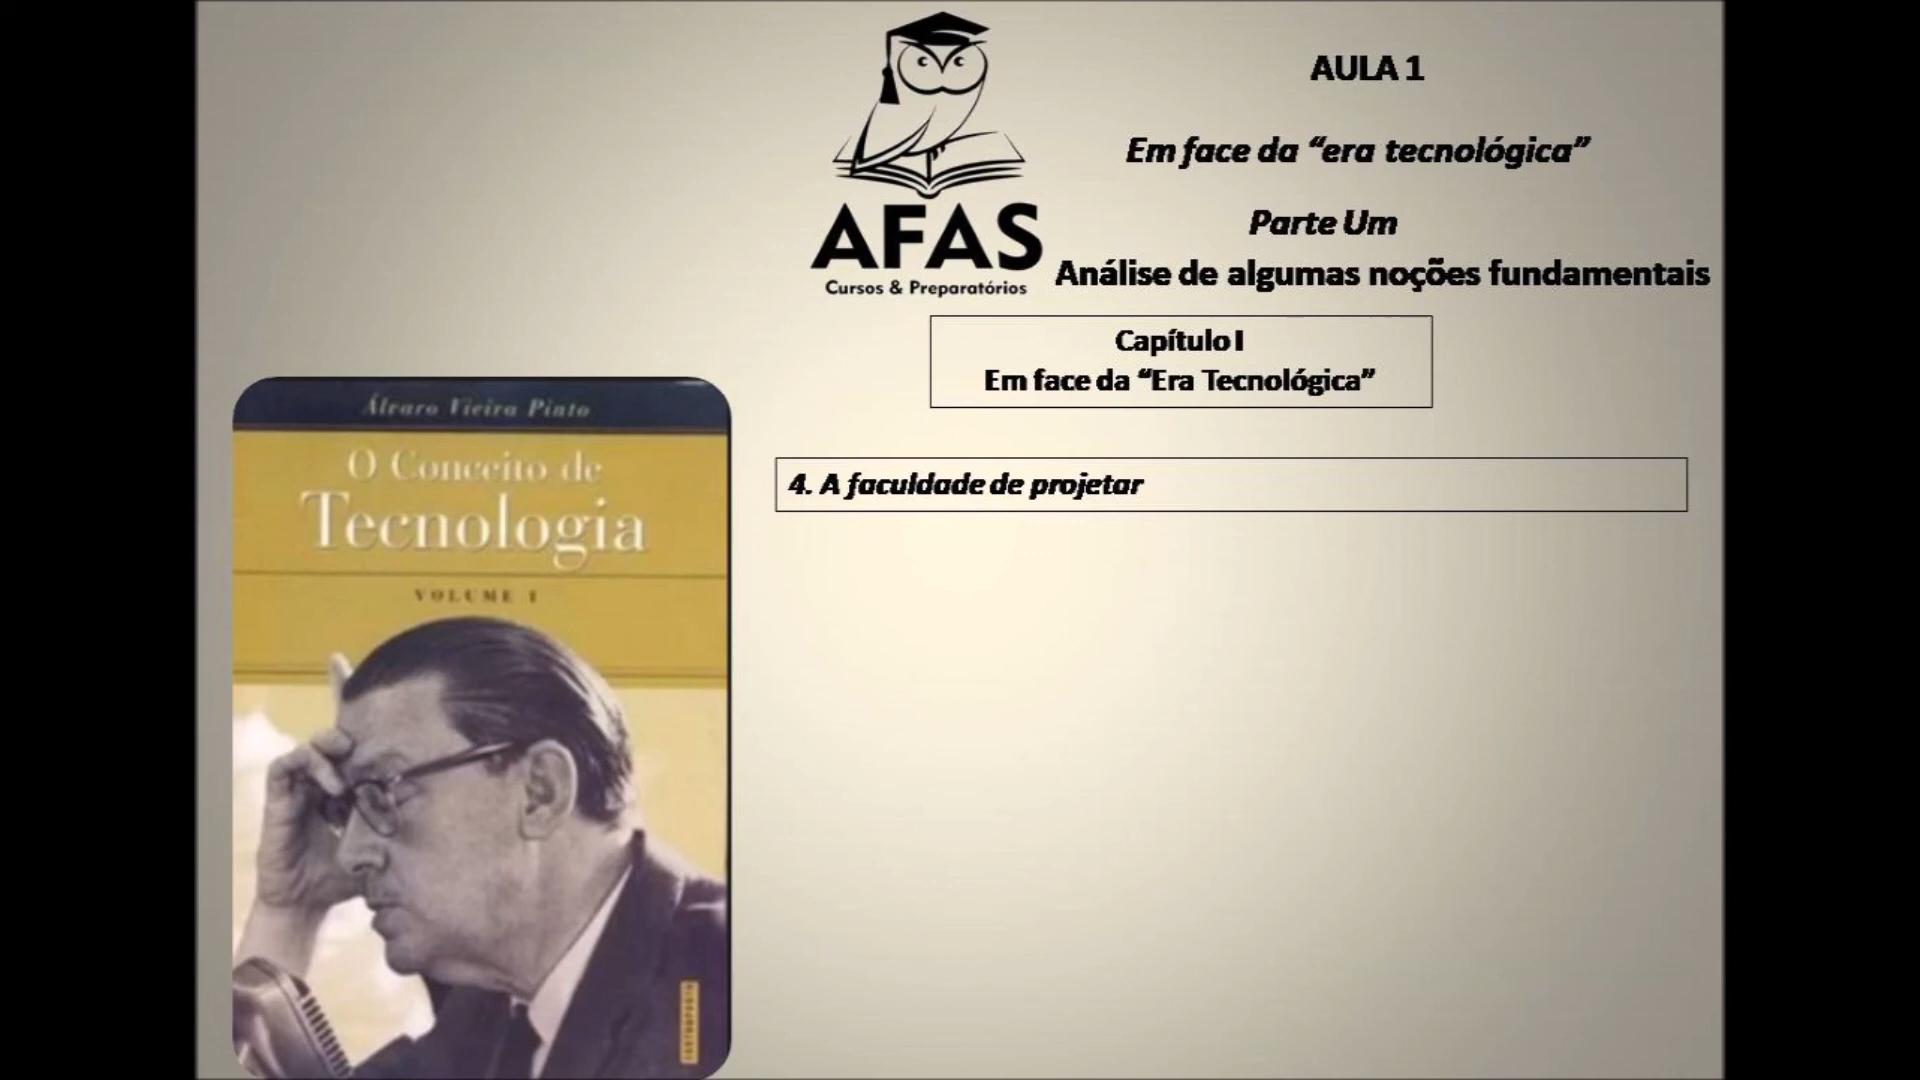 AULA 1
Em face da “era tecnológica”
Parte Um
Análise de algumas noções fundamentais
AFAS
Cursos & Preparatórios
Capítulo I
Em face da “Era Tecnológica”
4. A faculdade de projetar
Álvaro Vieira Pinto
O Conceito de
Tecnologia
VOLUME I
CONTRAPONTO